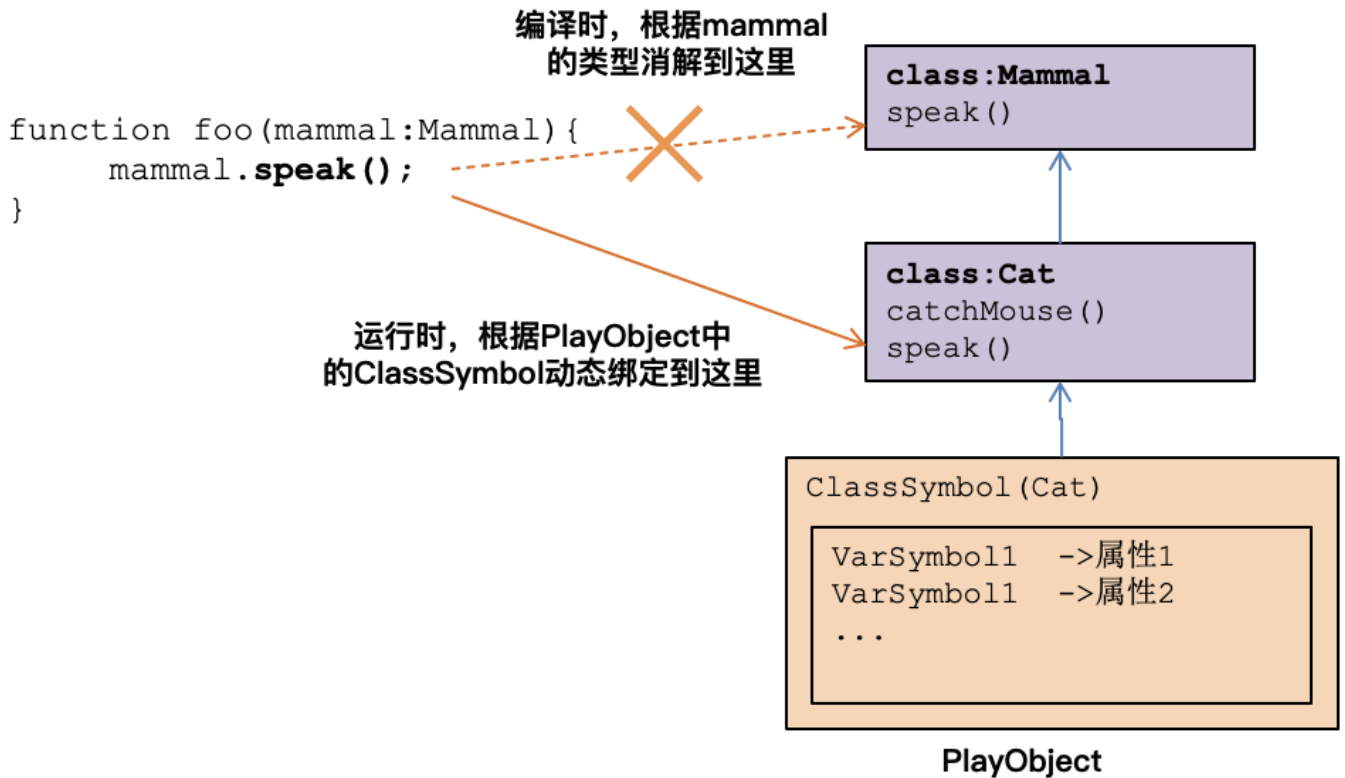 编译时，根据mammal
的类型消解到这里
function foo(mammal:Mammal){
mammal.speak();
}
class:Mammal
speak()
class:Cat
catchMouse()
speak()
运行时，根据PlayObject中
的ClassSymbol动态绑定到这里
ClassSymbol(Cat)
VarSymbol1 ->属性1
VarSymbol1 ->属性2
...
PlayObject